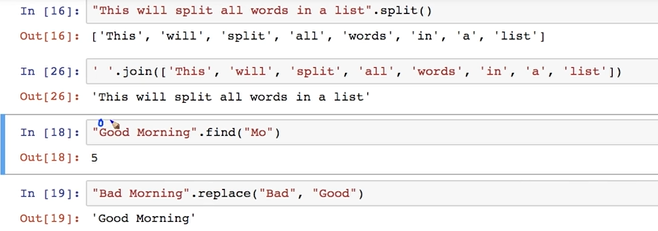 In [16]: "This will split all words in a list".split()
Out[16]: ['This', 'will', 'split', 'all', 'words', 'in', 'a', 'list']
In [26]: ' '.join(['This', 'will', 'split', 'all', 'words', 'in', 'a', 'list'])
Out[26]: 'This will split all words in a list'
0
In [18]: "Good Morning".find("Mo")
Out[18]: 5
In [19]: "Bad Morning".replace("Bad", "Good")
Out[19]: 'Good Morning'